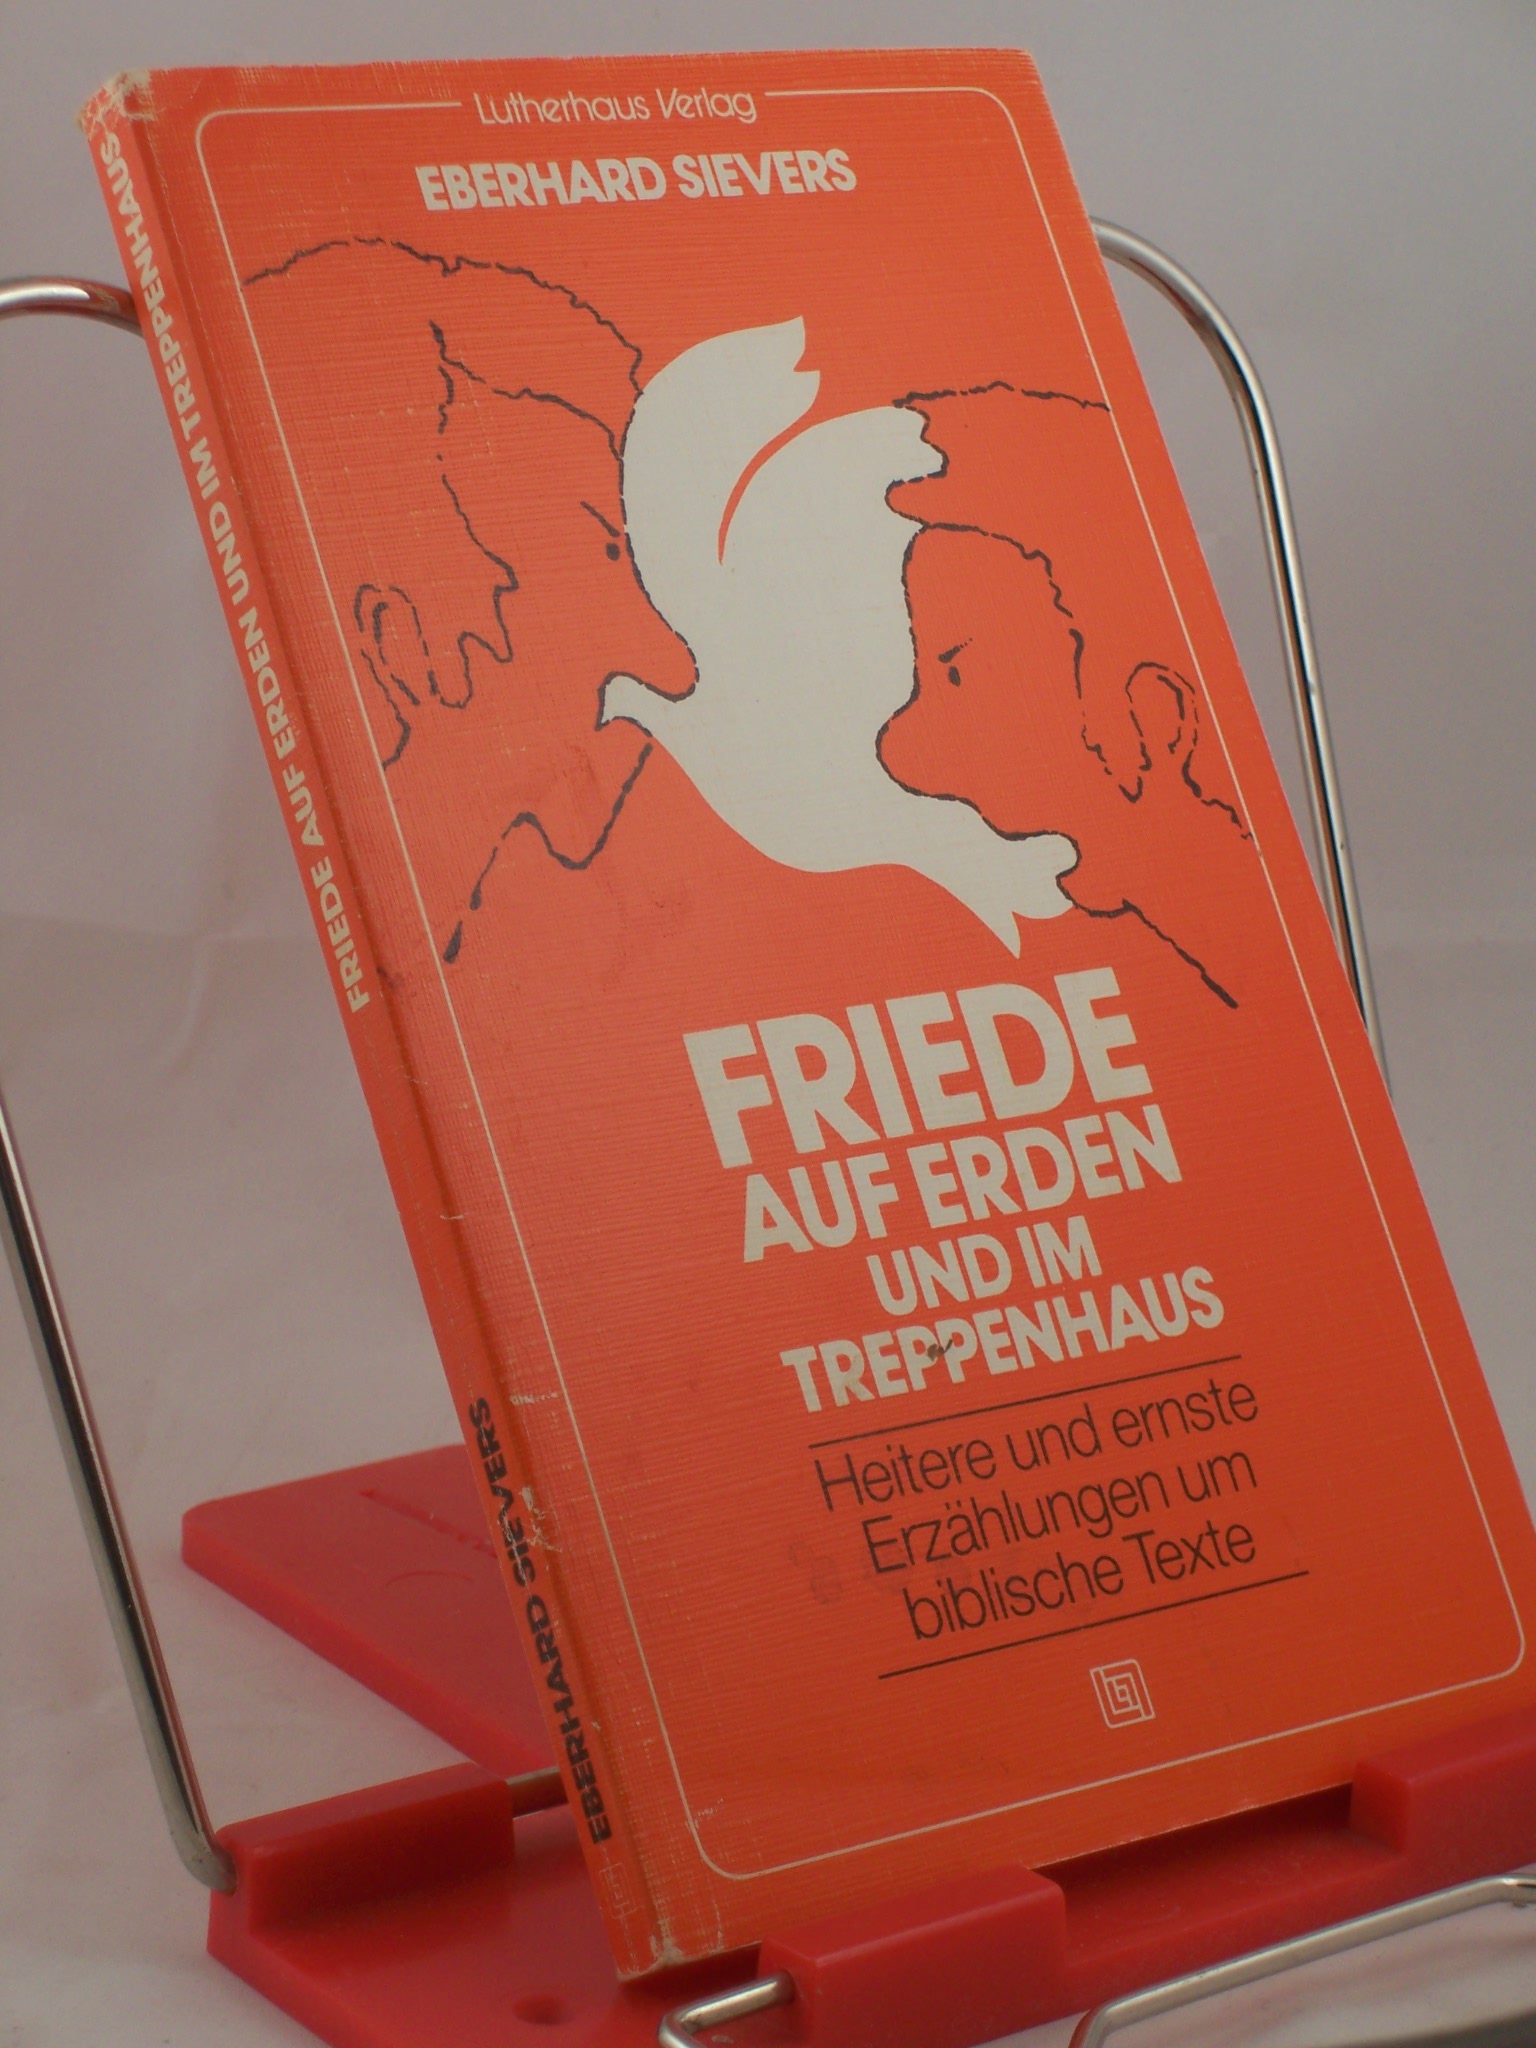 Lutherhaus Verlag
EBERHARD SIEVERS
FRIEDE
AUF ERDEN
UND IM
TREPPENHAUS
Heitere und ernste
Erzählungen um
biblische Texte
EBERHARD SIEVERS
FRIEDE AUF ERDEN UND IM TREPPENHAUS